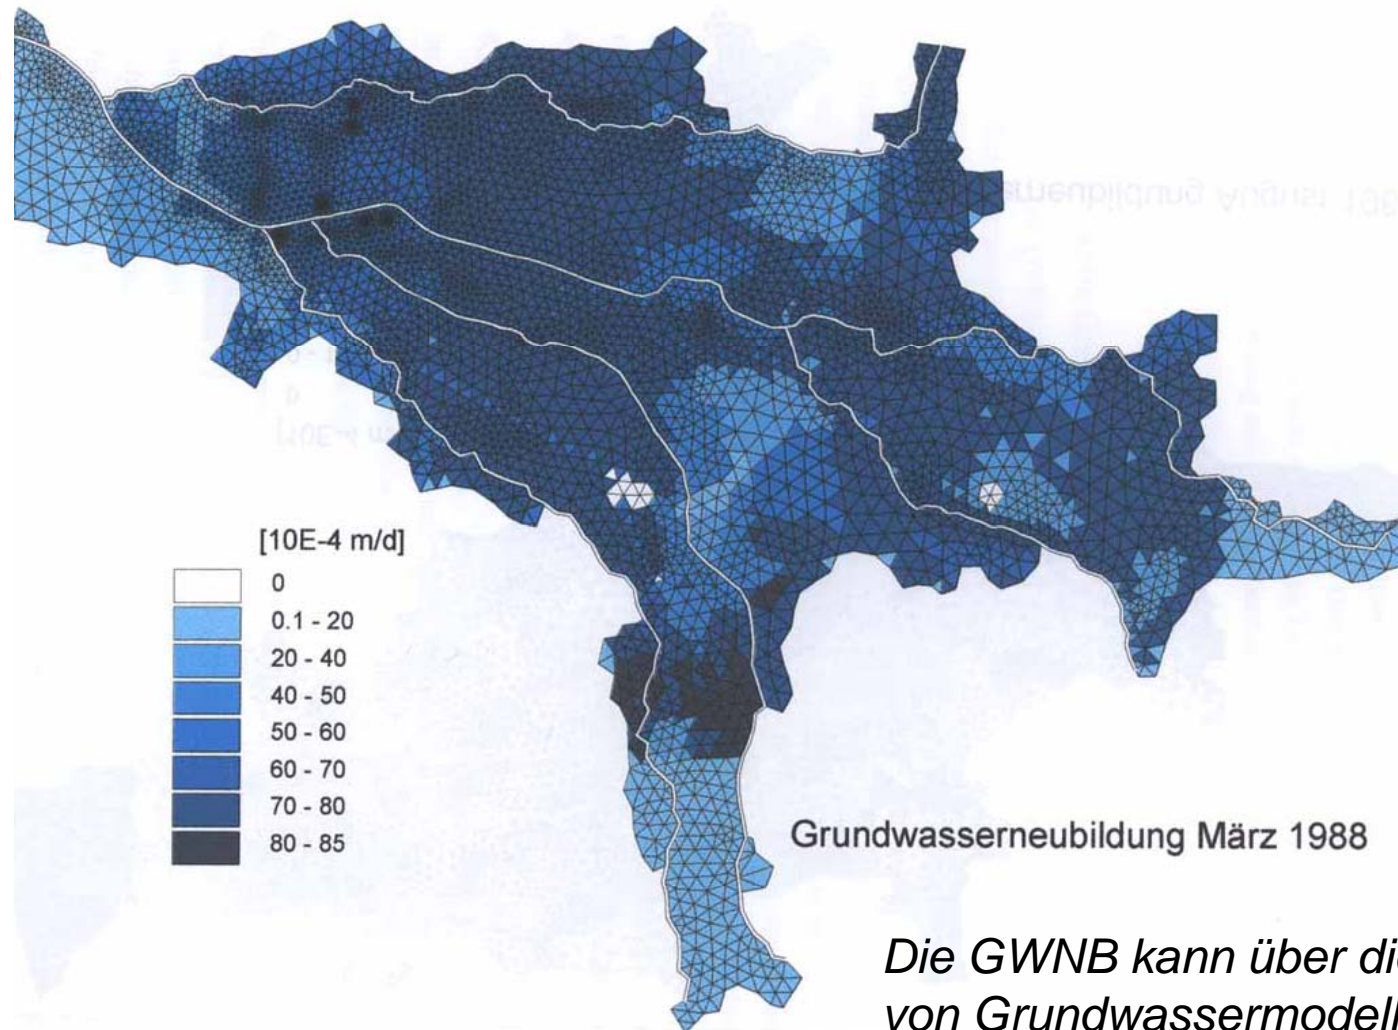 [10E-4 m/d]
0
0.1 - 20
20 - 40
40 - 50
50 - 60
60 - 70
70 - 80
80 - 85
Grundwasserneubildung März 1988
Die GWNB kann über die
von Grundwassermodell